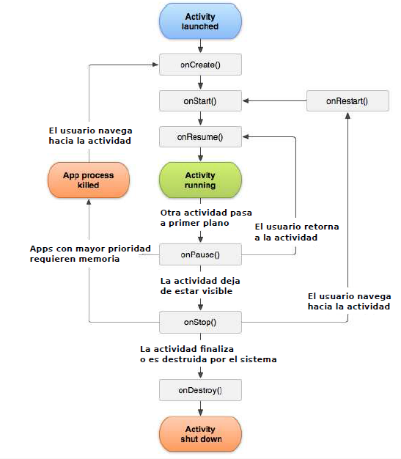 Activity
launched
onCreate()
onStart()
onRestart()
El usuario navega
hacia la actividad
onResume()
App process
killed
Activity
running
Otra actividad pasa
a primer plano
El usuario retorna
a la actividad
Apps con mayor prioridad
requieren memoria
onPause()
La actividad deja
de estar visible
El usuario navega
hacia la actividad
onStop()
La actividad finaliza
o es destruida por el sistema
onDestroy()
Activity
shut down